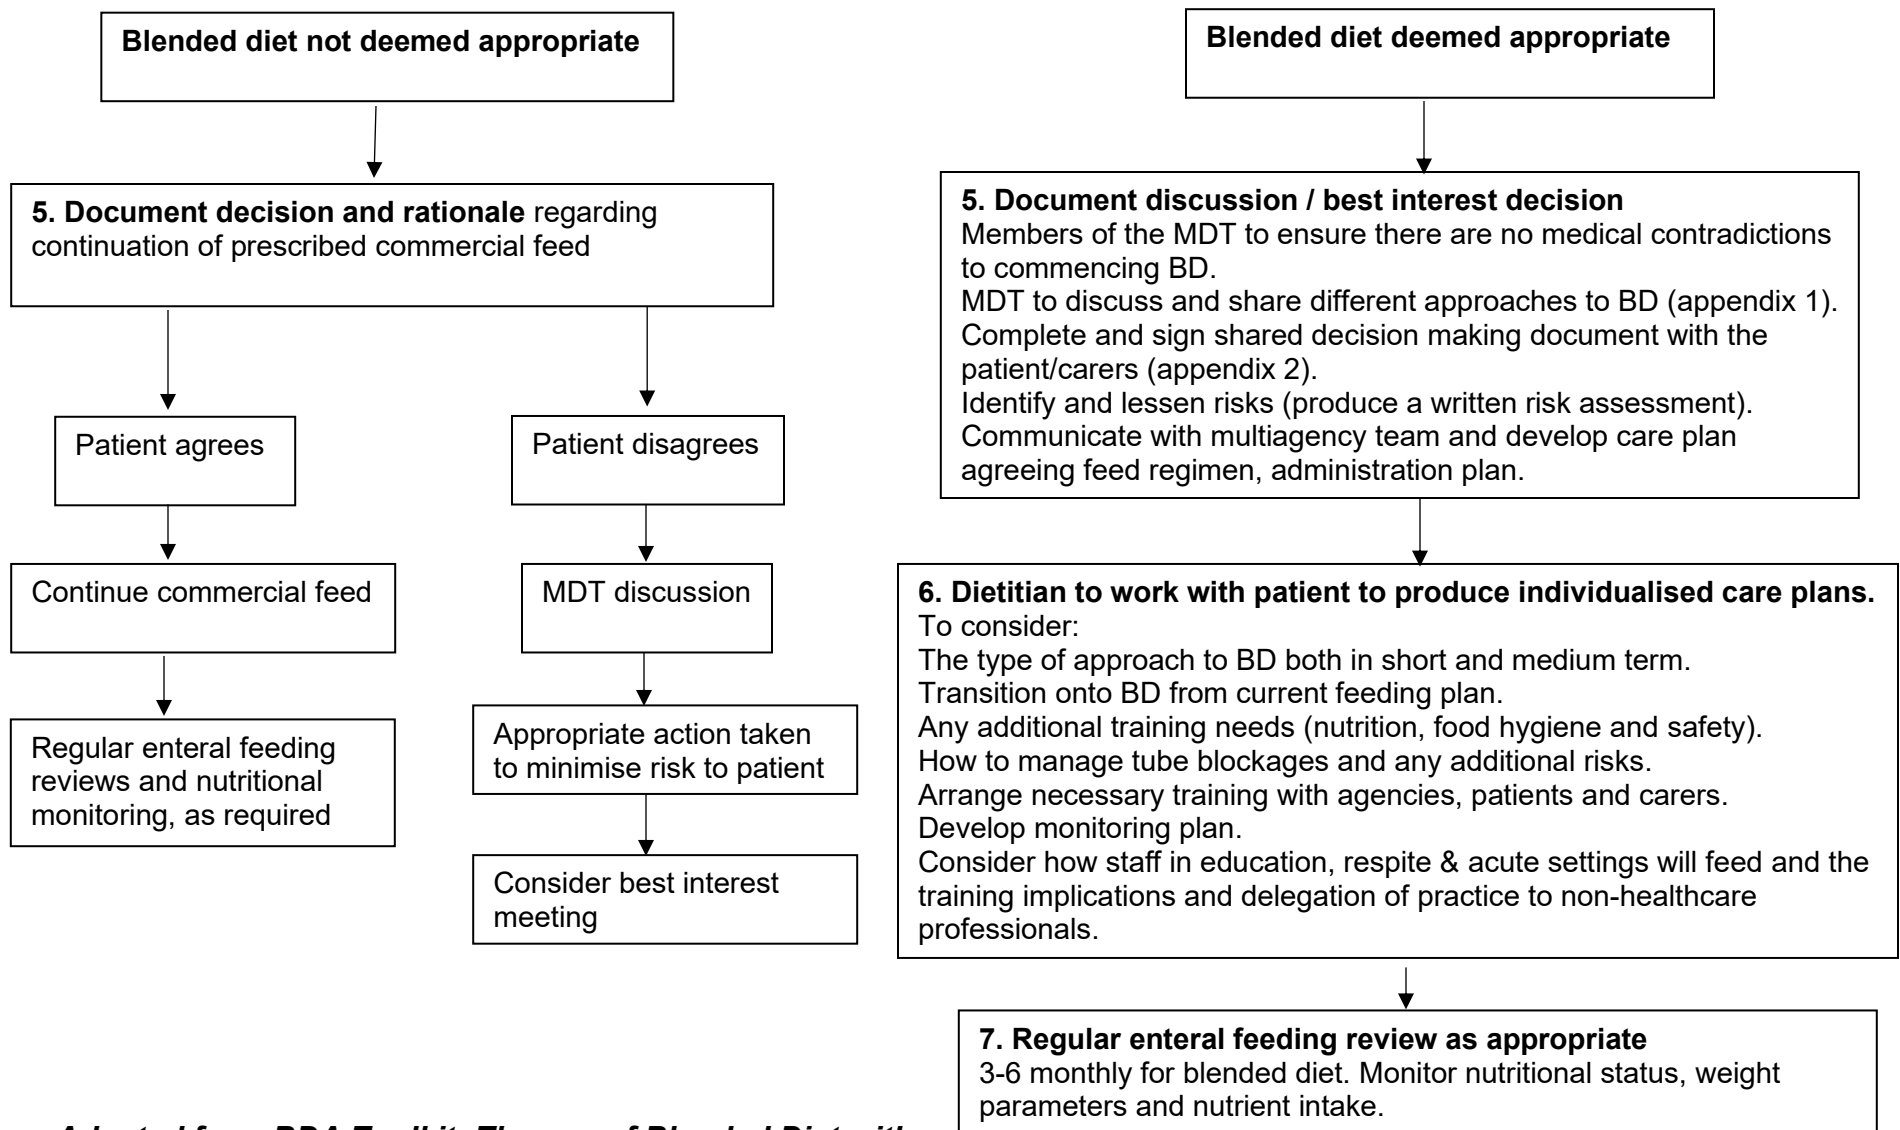 Blended diet not deemed appropriate
5. Document decision and rationale regarding
continuation of prescribed commercial feed
Patient agrees
Patient disagrees
Continue commercial feed
MDT discussion
Regular enteral feeding
reviews and nutritional
monitoring, as required
Appropriate action taken
to minimise risk to patient
Consider best interest
meeting
Blended diet deemed appropriate
5. Document discussion / best interest decision
Members of the MDT to ensure there are no medical contradictions
to commencing BD.
MDT to discuss and share different approaches to BD (appendix 1).
Complete and sign shared decision making document with the
patient/carers (appendix 2).
Identify and lessen risks (produce a written risk assessment).
Communicate with multiagency team and develop care plan
agreeing feed regimen, administration plan.
6. Dietitian to work with patient to produce individualised care plans.
To consider:
The type of approach to BD both in short and medium term.
Transition onto BD from current feeding plan.
Any additional training needs (nutrition, food hygiene and safety).
How to manage tube blockages and any additional risks.
Arrange necessary training with agencies, patients and carers.
Develop monitoring plan.
Consider how staff in education, respite & acute settings will feed and the
training implications and delegation of practice to non-healthcare
professionals.
7. Regular enteral feeding review as appropriate
3-6 monthly for blended diet. Monitor nutritional status, weight
parameters and nutrient intake.